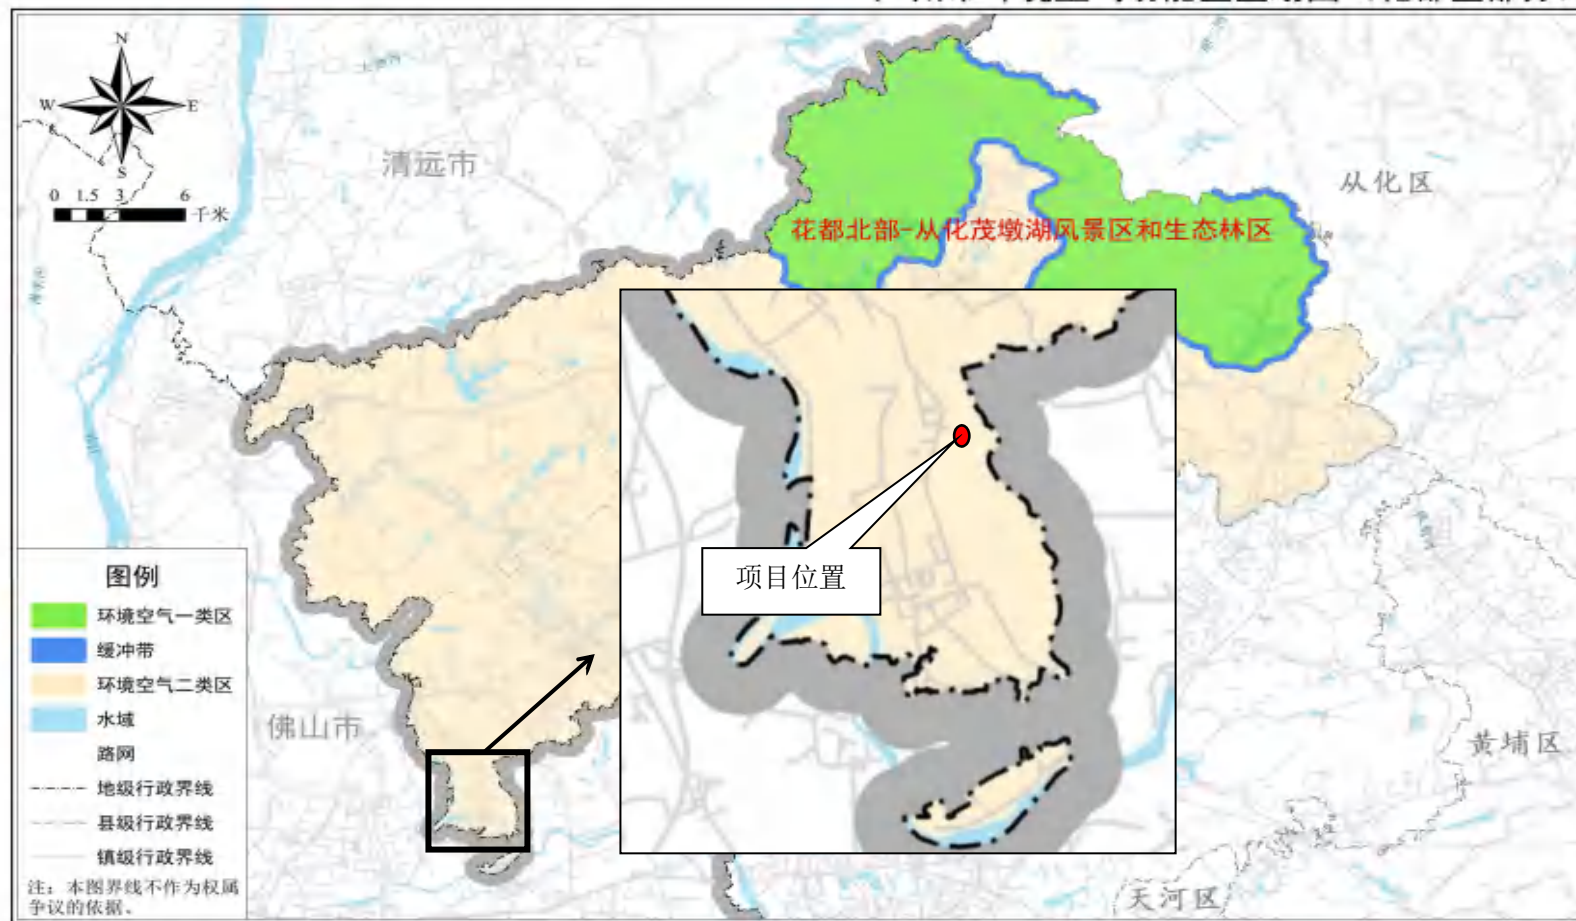 N
W E
S
0 1.5 3 6
千米
清远市
从化区
花都北部-从化茂墩湖风景区和生态林区
项目位置
图例
环境空气一类区
缓冲带
环境空气二类区
水域
路网
地级行政界线
县级行政界线
镇级行政界线
注：本图界线不作为权属
争议的依据。
佛山市
黄埔区
天河区